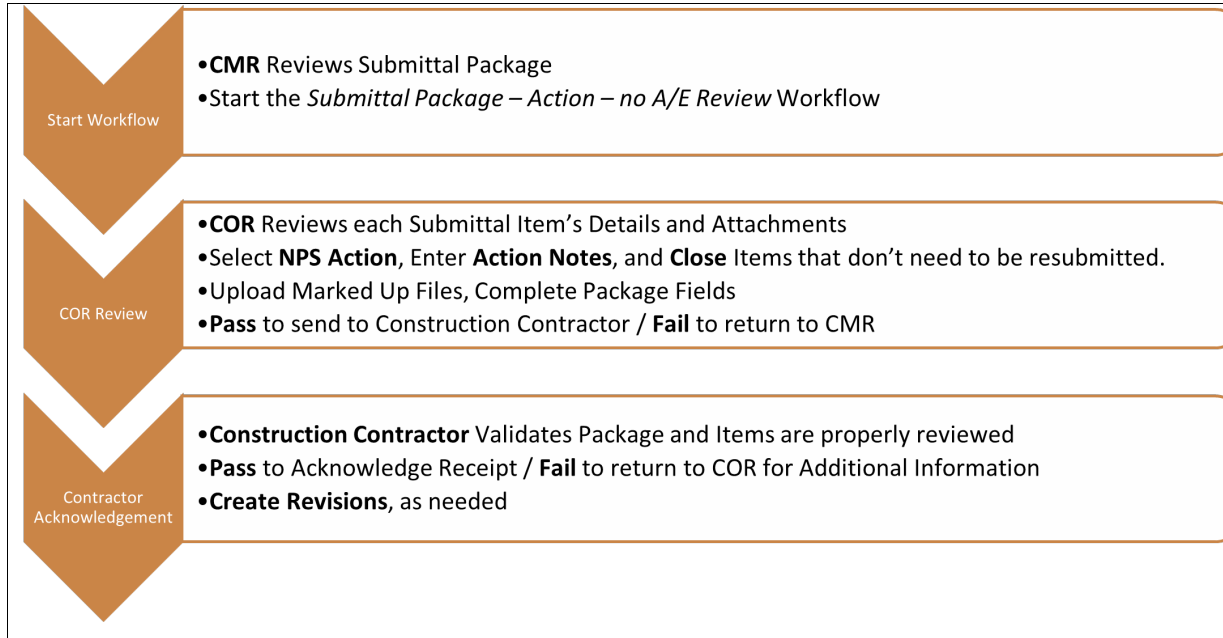 Start Workflow
•CMR Reviews Submittal Package
•Start the Submittal Package – Action – no A/E Review Workflow
COR Review
•COR Reviews each Submittal Item’s Details and Attachments
•Select NPS Action, Enter Action Notes, and Close Items that don’t need to be resubmitted.
•Upload Marked Up Files, Complete Package Fields
•Pass to send to Construction Contractor / Fail to return to CMR
Contractor
Acknowledgement
•Construction Contractor Validates Package and Items are properly reviewed
•Pass to Acknowledge Receipt / Fail to return to COR for Additional Information
•Create Revisions, as needed